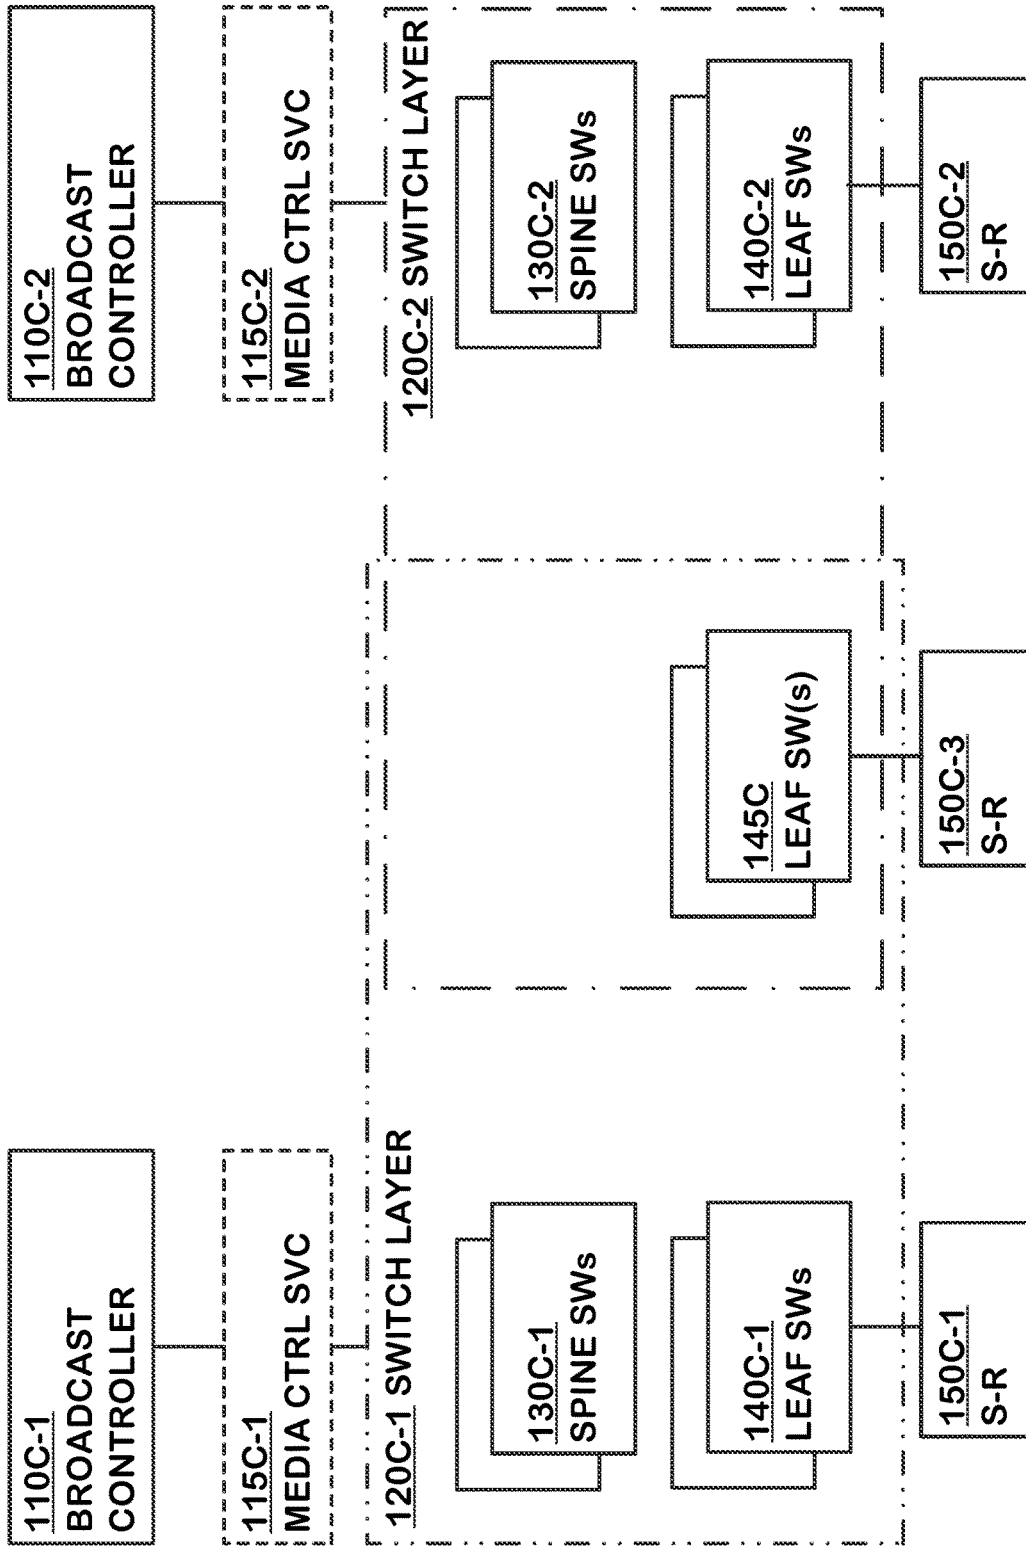 110C-1
BROADCAST
CONTROLLER
110C-2
BROADCAST
CONTROLLER
115C-1
MEDIA CTRL SVC
115C-2
MEDIA CTRL SVC
120C-1 SWITCH LAYER
120C-2 SWITCH LAYER
130C-1
SPINE SWs
130C-2
SPINE SWs
140C-1
LEAF SWs
145C
LEAF SW(s)
140C-2
LEAF SWs
150C-1
S-R
150C-3
S-R
150C-2
S-R